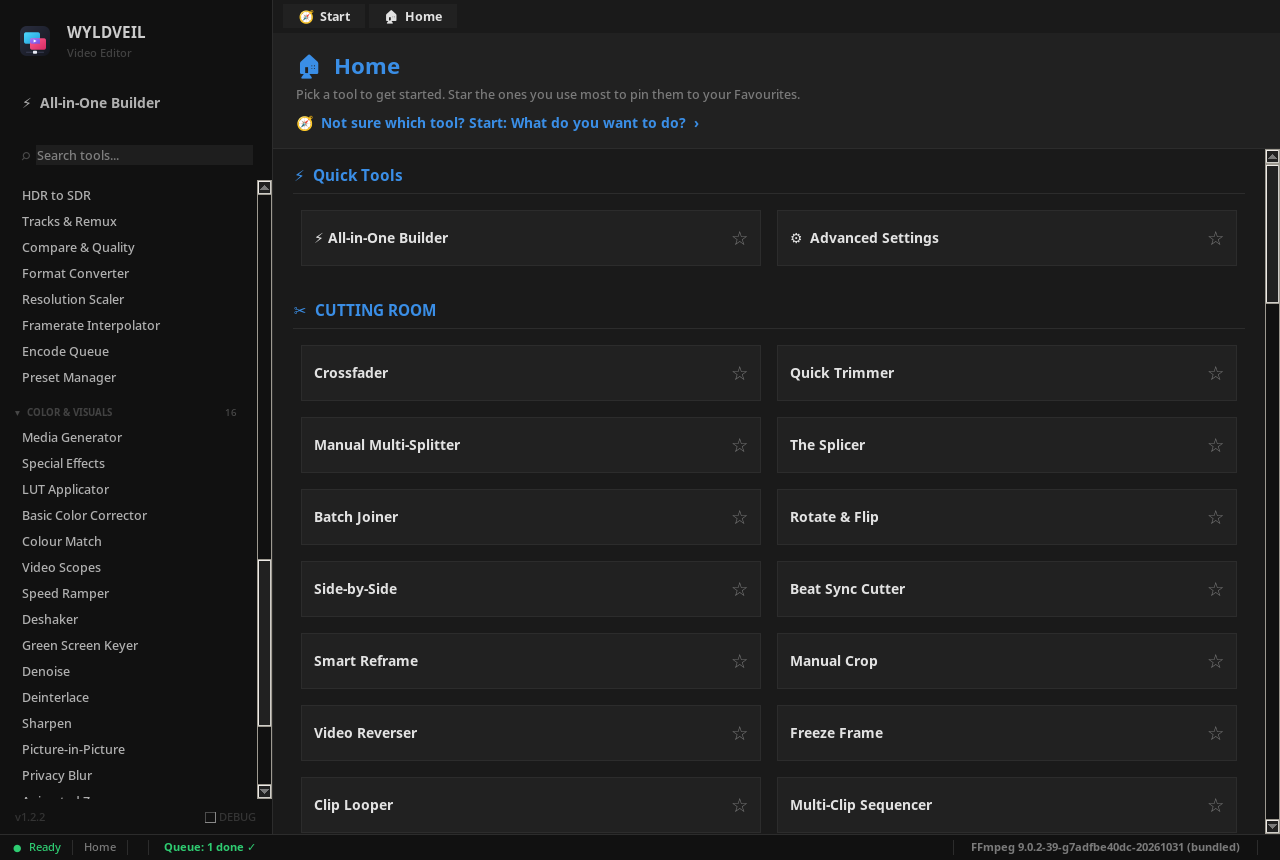 WYLDVEIL
Video Editor
⚡ All-in-One Builder
Search tools...
HDR to SDR
Tracks & Remux
Compare & Quality
Format Converter
Resolution Scaler
Framerate Interpolator
Encode Queue
Preset Manager
▾ COLOR & VISUALS 16
Media Generator
Special Effects
LUT Applicator
Basic Color Corrector
Colour Match
Video Scopes
Speed Ramper
Deshaker
Green Screen Keyer
Denoise
Deinterlace
Sharpen
Picture-in-Picture
Privacy Blur
v1.2.2 DEBUG
🧭 Start 🏠 Home
🏠 Home
Pick a tool to get started. Star the ones you use most to pin them to your Favourites.
🧭 Not sure which tool? Start: What do you want to do? ›
⚡ Quick Tools
⚡ All-in-One Builder ☆ ⚙ Advanced Settings ☆
✂ CUTTING ROOM
Crossfader ☆ Quick Trimmer ☆
Manual Multi-Splitter ☆ The Splicer ☆
Batch Joiner ☆ Rotate & Flip ☆
Side-by-Side ☆ Beat Sync Cutter ☆
Smart Reframe ☆ Manual Crop ☆
Video Reverser ☆ Freeze Frame ☆
Clip Looper ☆ Multi-Clip Sequencer ☆
● Ready Home Queue: 1 done ✓ FFmpeg 9.0.2-39-g7adfbe40dc-20261031 (bundled)